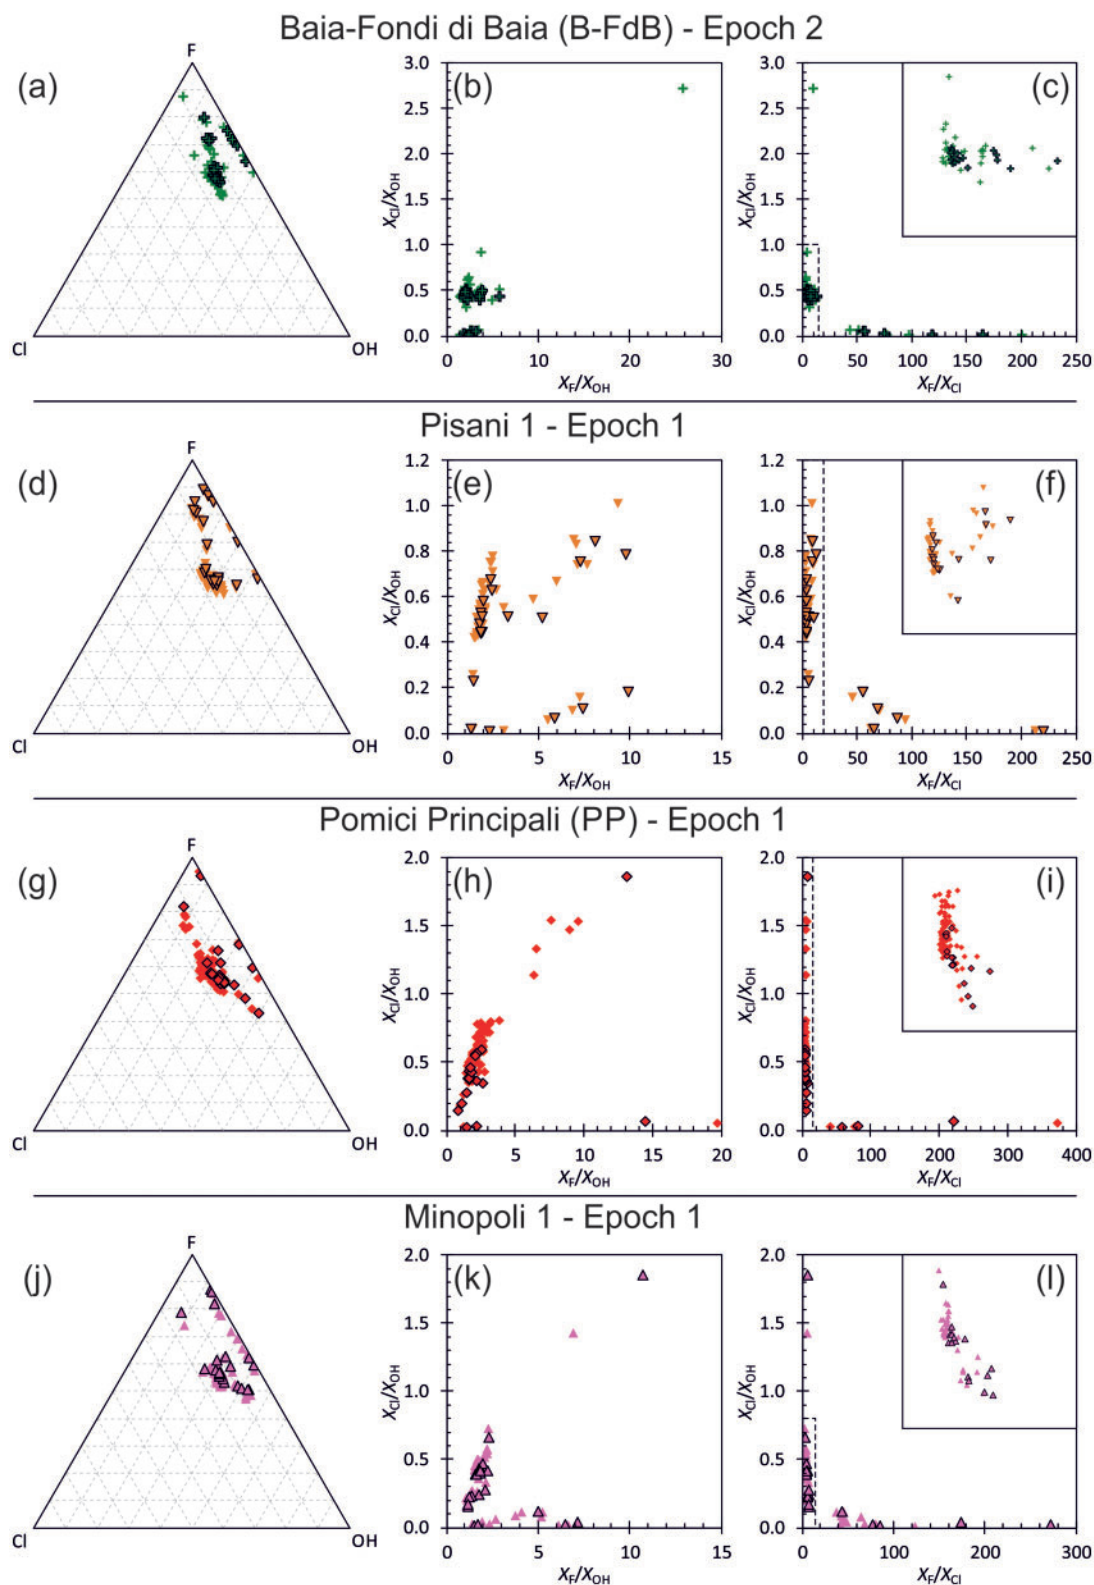 Baia-Fondi di Baia (B-FdB) - Epoch 2
(a)
F
Cl
OH
(b)
3.0
2.5
2.0
1.5
1.0
0.5
0.0
XCl/XOH
0
10
20
30
XF/XOH
(c)
3.0
2.5
2.0
1.5
1.0
0.5
0.0
XCl/XOH
0
50
100
150
200
250
XF/XCl
Pisani 1 - Epoch 1
(d)
F
Cl
OH
(e)
1.2
1.0
0.8
0.6
0.4
0.2
0.0
XCl/XOH
0
5
10
15
XF/XOH
(f)
1.2
1.0
0.8
0.6
0.4
0.2
0.0
XCl/XOH
0
50
100
150
200
250
XF/XCl
Pomici Principali (PP) - Epoch 1
(g)
F
Cl
OH
(h)
2.0
1.5
1.0
0.5
0.0
XCl/XOH
0
5
10
15
20
XF/XOH
(i)
2.0
1.5
1.0
0.5
0.0
XCl/XOH
0
100
200
300
400
XF/XCl
Minopoli 1 - Epoch 1
(j)
F
Cl
OH
(k)
2.0
1.5
1.0
0.5
0.0
XCl/XOH
0
5
10
15
XF/XOH
(l)
2.0
1.5
1.0
0.5
0.0
XCl/XOH
0
100
200
300
XF/XCl